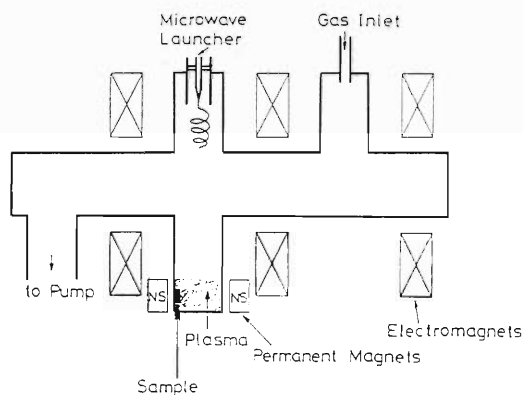 Microwave
Launcher
Gas Inlet
to Pump
NS
NS
Plasma
Sample
Permanent Magnets
Electromagnets